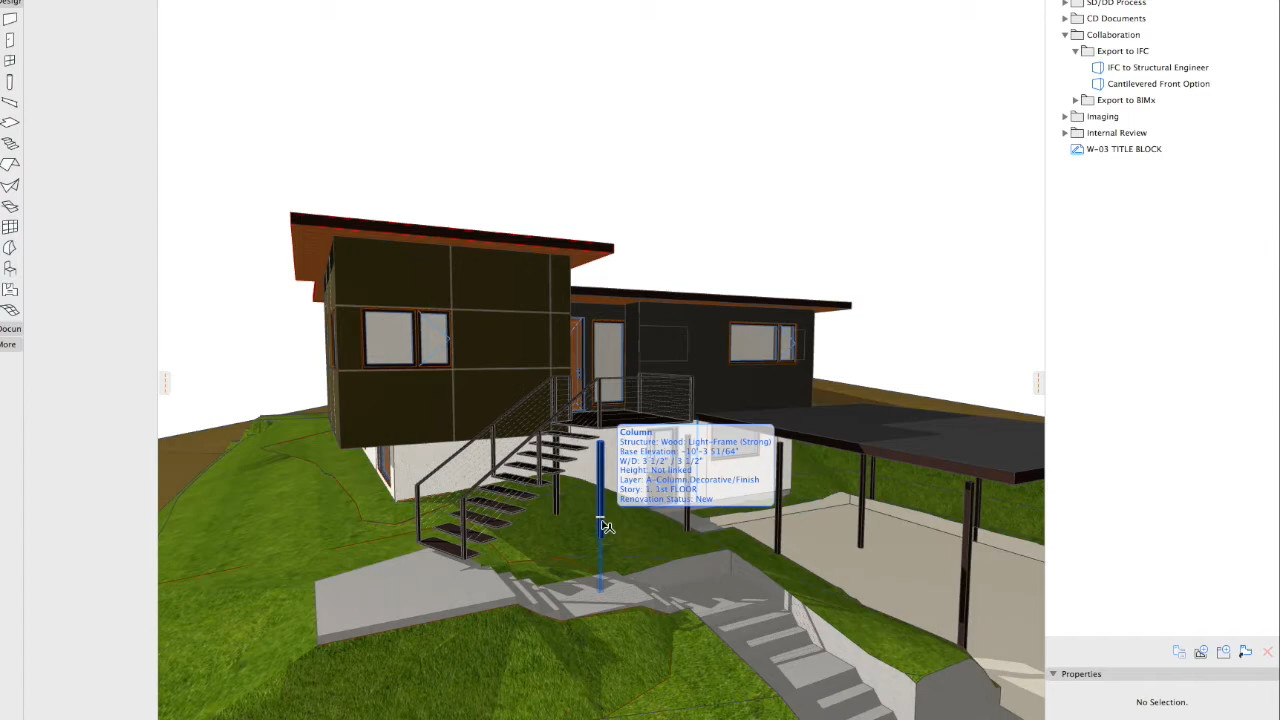 Design
SD/DD Process
CD Documents
Collaboration
Export to IFC
IFC to Structural Engineer
Cantilevered Front Option
Export to BIMx
Imaging
Internal Review
W-03 TITLE BLOCK
Docun
More
Column
Structure: Wood: Light-Frame (Strong)
Base Elevation: -10'-3 51/64"
W/D: 3 1/2" / 3 1/2"
Height: Not linked
Layer: A-Column.Decorative/Finish
Story: 1. 1st FLOOR
Renovation Status: New
Properties
No Selection.